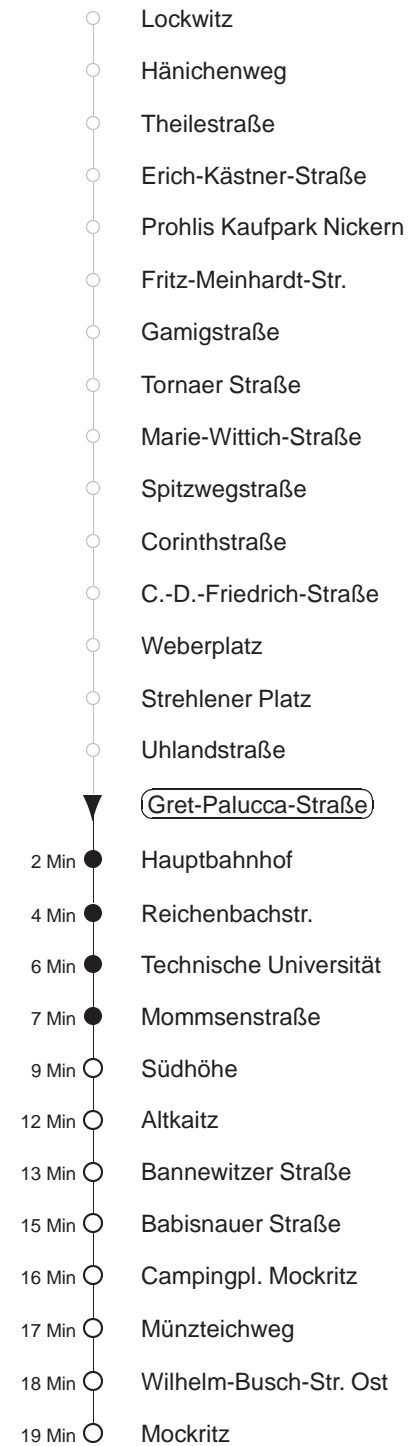 Lockwitz
Hänichenweg
Theilestraße
Erich-Kästner-Straße
Prohlis Kaufpark Nickern
Fritz-Meinhardt-Str.
Gamigstraße
Tornaer Straße
Marie-Wittich-Straße
Spitzwegstraße
Corinthstraße
C.-D.-Friedrich-Straße
Weberplatz
Strehlener Platz
Uhlandstraße
Gret-Palucca-Straße
2 Min Hauptbahnhof
4 Min Reichenbachstr.
6 Min Technische Universität
7 Min Mommsenstraße
9 Min Südhöhe
12 Min Altkaitz
13 Min Bannewitzer Straße
15 Min Babisnauer Straße
16 Min Campingpl. Mockritz
17 Min Münzteichweg
18 Min Wilhelm-Busch-Str. Ost
19 Min Mockritz